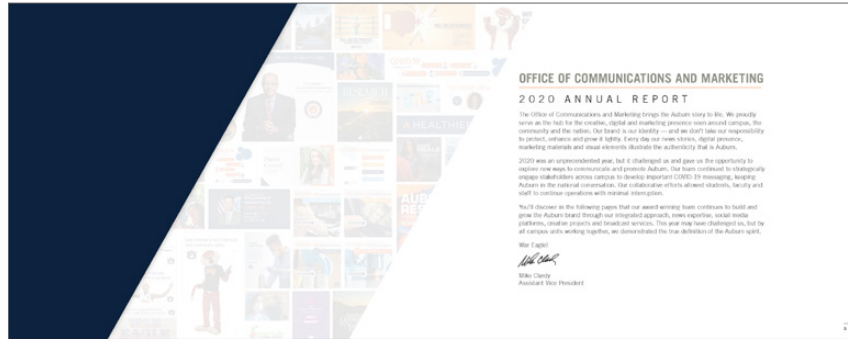 OFFICE OF COMMUNICATIONS AND MARKETING
2020 ANNUAL REPORT
The Office of Communications and Marketing brings the Auburn story to life. We proudly
serve as the hub for the creative, digital and marketing presence seen around campus, the
community and the nation. Our brand is our identity — and we don't take our responsibility
to protect, enhance and grow it lightly. Every day our news stories, digital presence,
marketing materials and visual elements illustrate the authenticity that is Auburn.
2020 was an unprecedented year, but it challenged us and gave us the opportunity to
explore new ways to communicate and promote Auburn. Our team continued to strategically
engage stakeholders across campus to develop important COVID-19 messaging, keeping
Auburn in the national conversation. Our collaborative efforts allowed students, faculty and
staff to continue operations with minimal interruption.
You'll discover in the following pages that our award-winning team continues to build and
grow the Auburn brand through our integrated approach, news expertise, social media
platforms, creative projects and broadcast services. This year may have challenged us, but by
all campus units working together, we demonstrated the true definition of the Auburn spirit.
War Eagle!
Mike Clardy
Assistant Vice President
A HEALTHIER